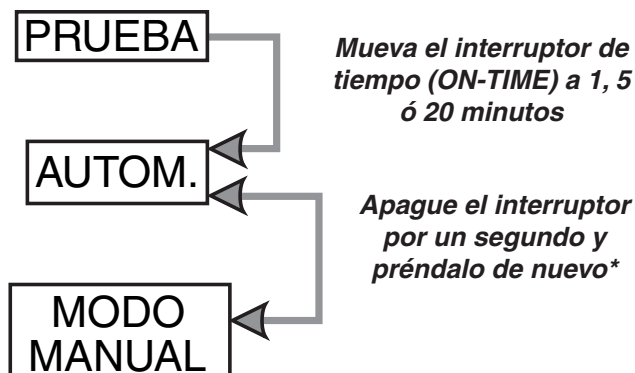 PRUEBA
Mueva el interruptor de
tiempo (ON-TIME) a 1, 5
ó 20 minutos
AUTOM.
Apague el interruptor
por un segundo y
préndalo de nuevo*
MODO
MANUAL